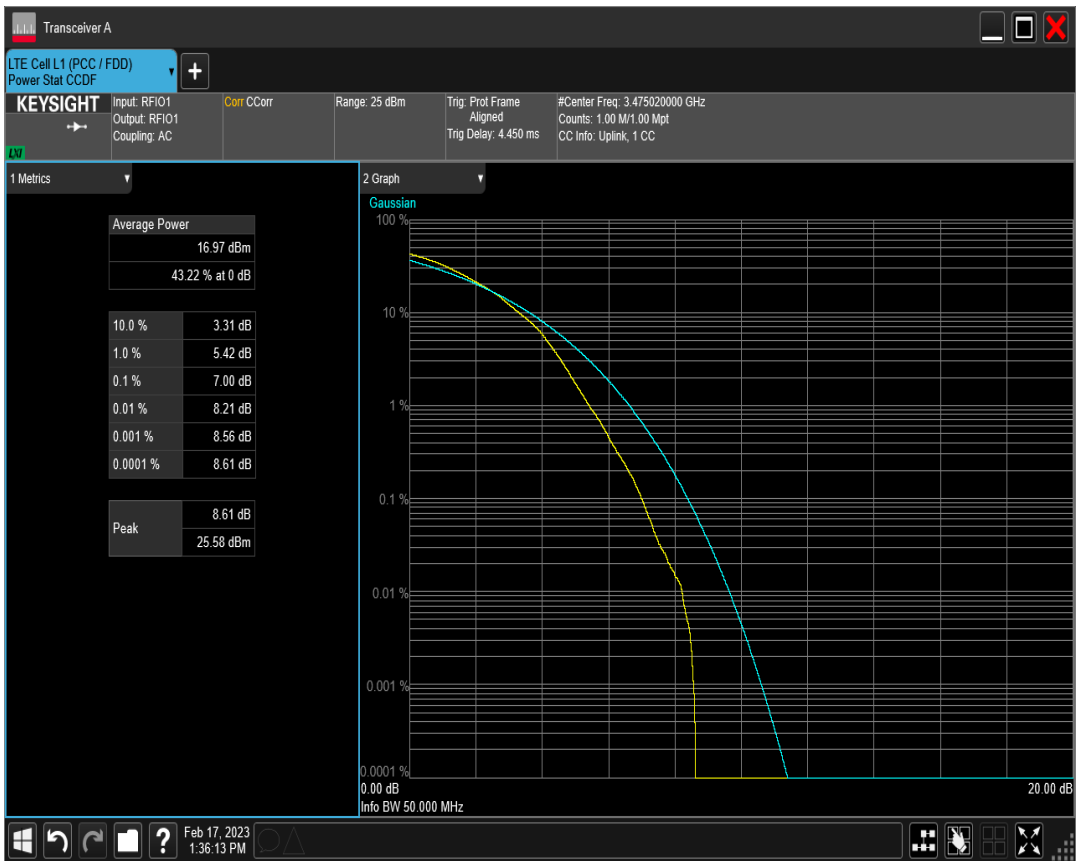 Transceiver A
LTE Cell L1 (PCC / FDD)
Power Stat CCDF
+
KEYSIGHT
LXI
Input: RFIO1
Output: RFIO1
Coupling: AC
Corr CCorr
Range: 25 dBm
Trig: Prot Frame
Aligned
Trig Delay: 4.450 ms
#Center Freq: 3.475020000 GHz
Counts: 1.00 M/1.00 Mpt
CC Info: Uplink, 1 CC
1 Metrics
Average Power
16.97 dBm
43.22 % at 0 dB
10.0 % 3.31 dB
1.0 % 5.42 dB
0.1 % 7.00 dB
0.01 % 8.21 dB
0.001 % 8.56 dB
0.0001 % 8.61 dB
Peak
8.61 dB
25.58 dBm
2 Graph
Gaussian
100 %
10 %
1 %
0.1 %
0.01 %
0.001 %
0.0001 %
0.00 dB 20.00 dB
Info BW 50.000 MHz
?
Feb 17, 2023
1:36:13 PM